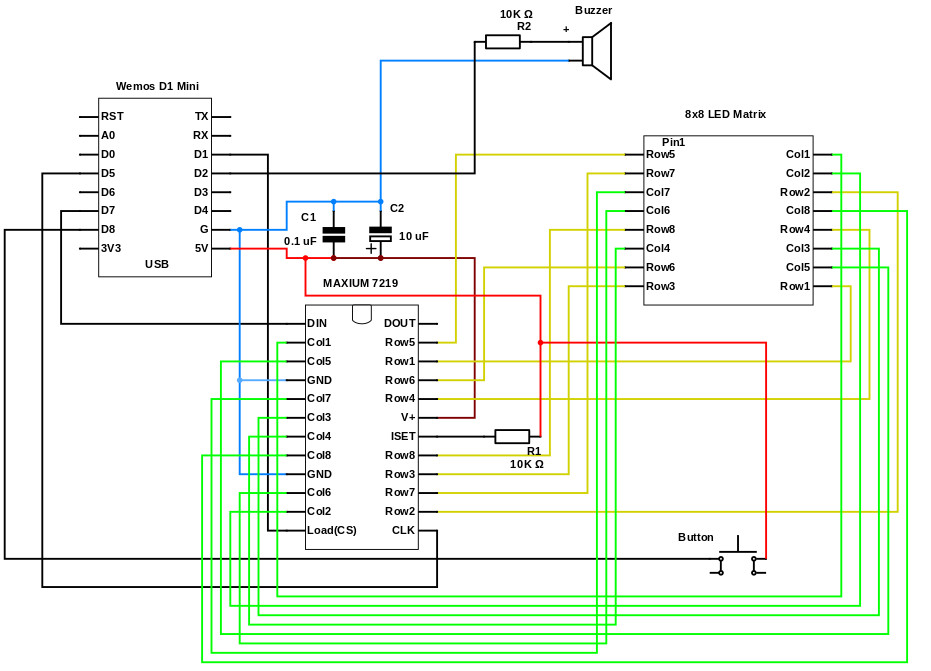 10K Ω
R2
Buzzer
+
Wemos D1 Mini
RST
A0
D0
D5
D6
D7
D8
3V3
TX
RX
D1
D2
D3
D4
G
5V
USB
C1
0.1 uF
C2
10 uF
+
8x8 LED Matrix
Pin1
Row5
Row7
Col7
Col6
Row8
Col4
Row6
Row3
Col1
Col2
Row2
Col8
Row4
Col3
Col5
Row1
MAXIUM 7219
DIN
Col1
Col5
GND
Col7
Col3
Col4
Col8
GND
Col6
Col2
Load(CS)
DOUT
Row5
Row1
Row6
Row4
V+
ISET
Row8
Row3
Row7
Row2
CLK
R1
10K Ω
Button